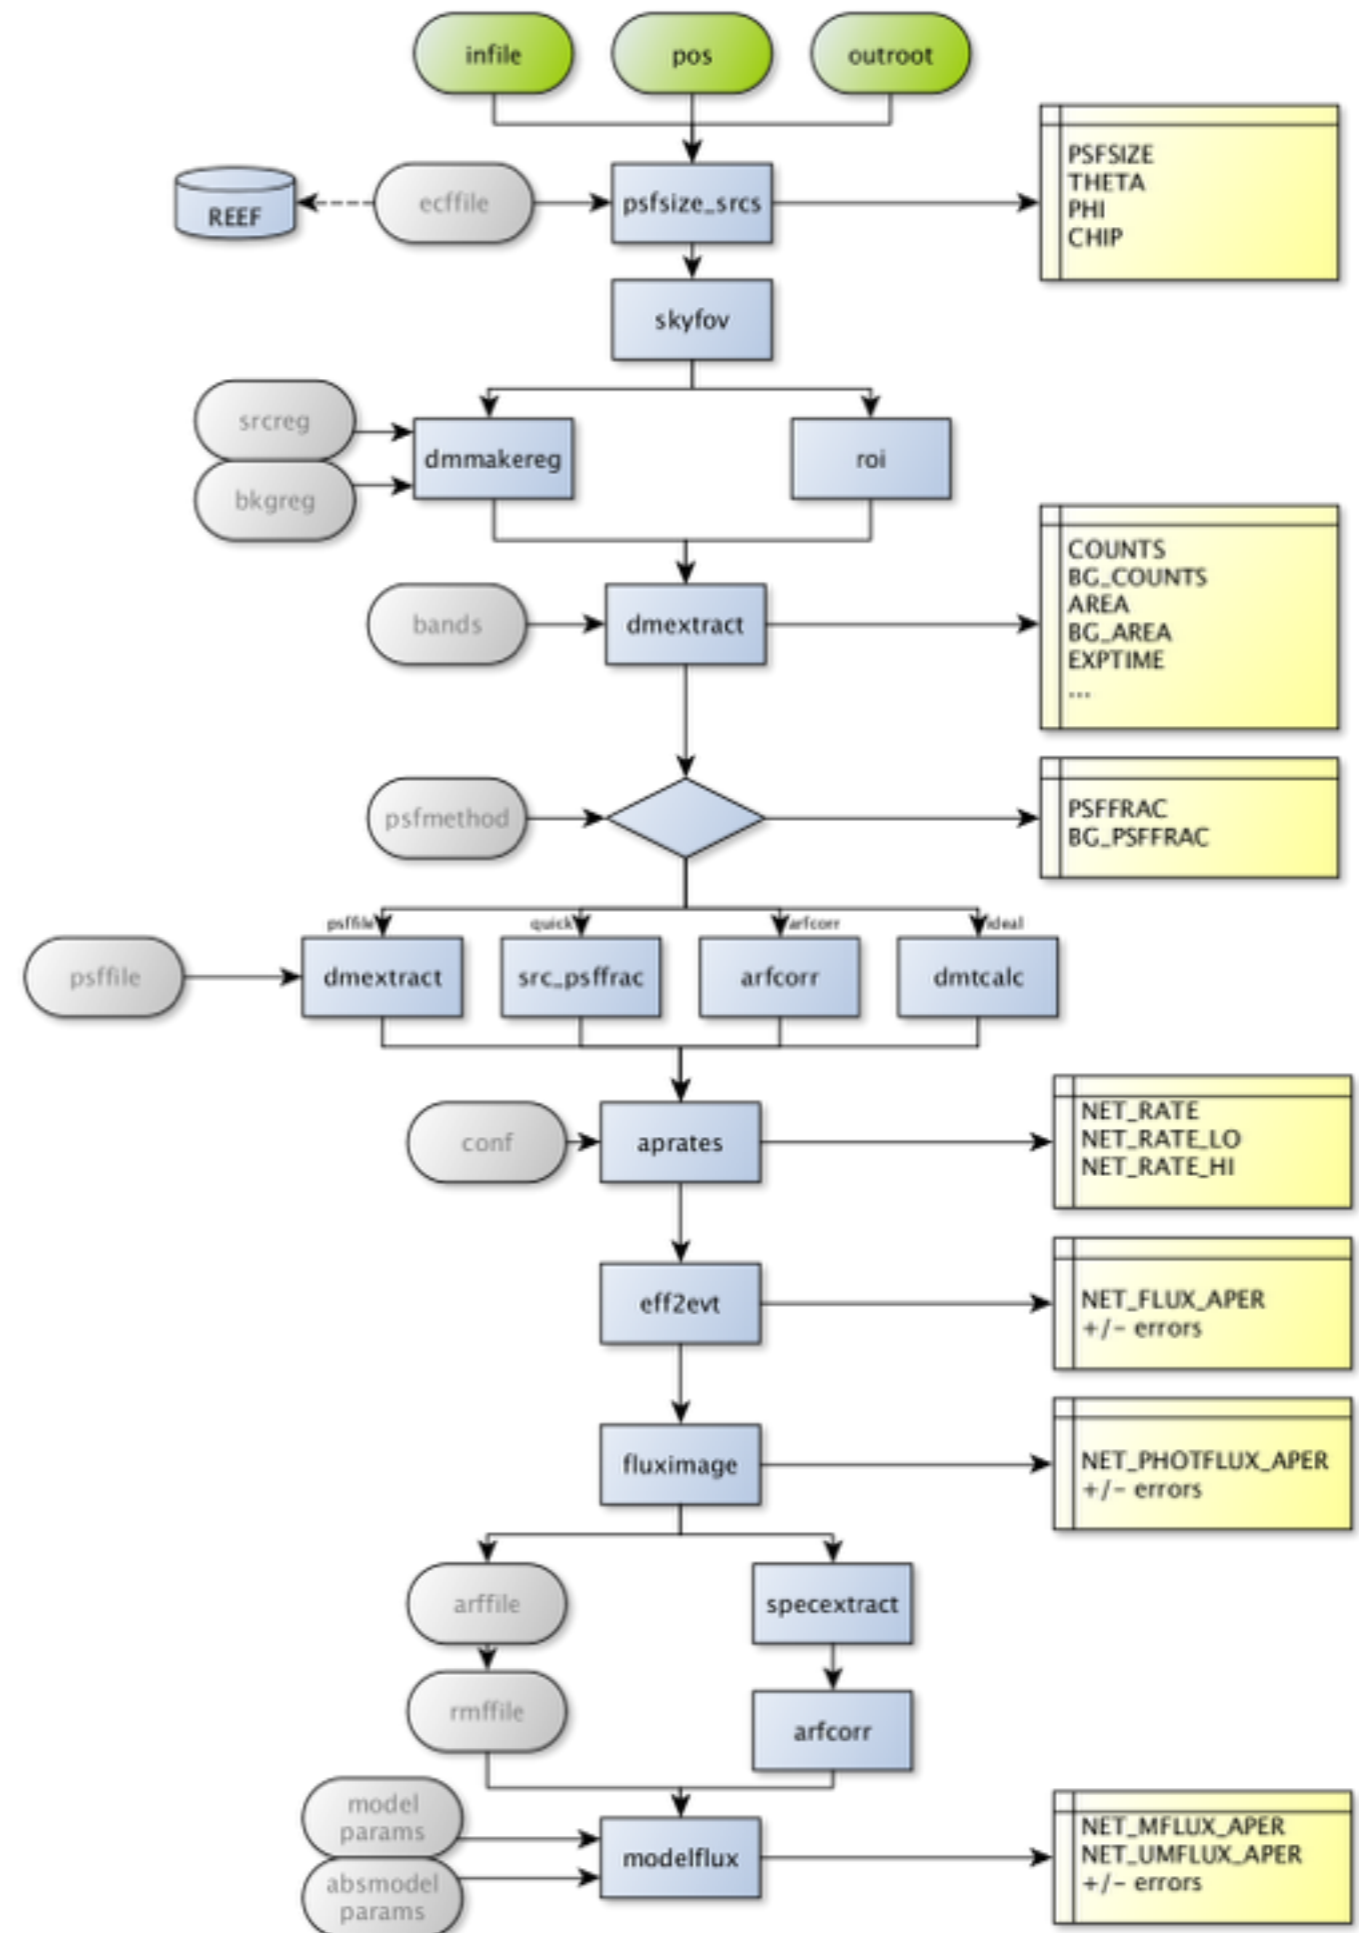 infile
pos
outroot
REEF
ecffile
psfsize_srcs
PSFSIZE
THETA
PHI
CHIP
skyfov
srcreg
bkgreg
dmmakereg
roi
bands
dmextract
COUNTS
BG_COUNTS
AREA
BG_AREA
EXPTIME
...
psfmethod
PSFFRAC
BG_PSFFRAC
psffile
quick
arfcorr
ideal
psffile
dmextract
src_psffrac
arfcorr
dmtcalc
conf
aprates
NET_RATE
NET_RATE_LO
NET_RATE_HI
eff2evt
NET_FLUX_APER
+/- errors
fluximage
NET_PHOTFLUX_APER
+/- errors
arffile
specextract
rmffile
arfcorr
model
params
absmodel
params
modelflux
NET_MFLUX_APER
NET_UMFLUX_APER
+/- errors